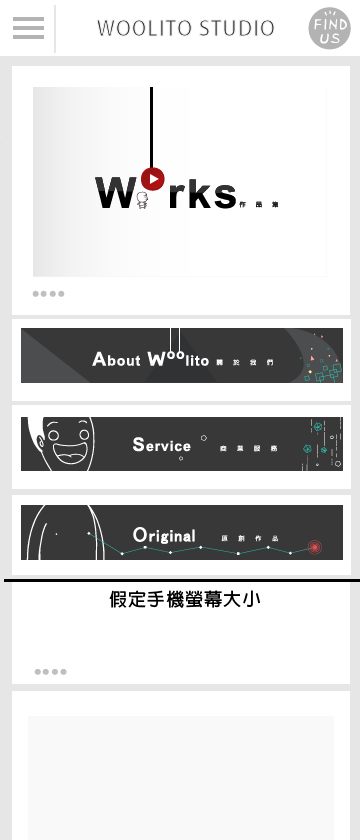 WOOLITO STUDIO
FIND
US
Works 作品集
About Woolito 關於我們
Service 商業服務
Original 原創作品
假定手機螢幕大小